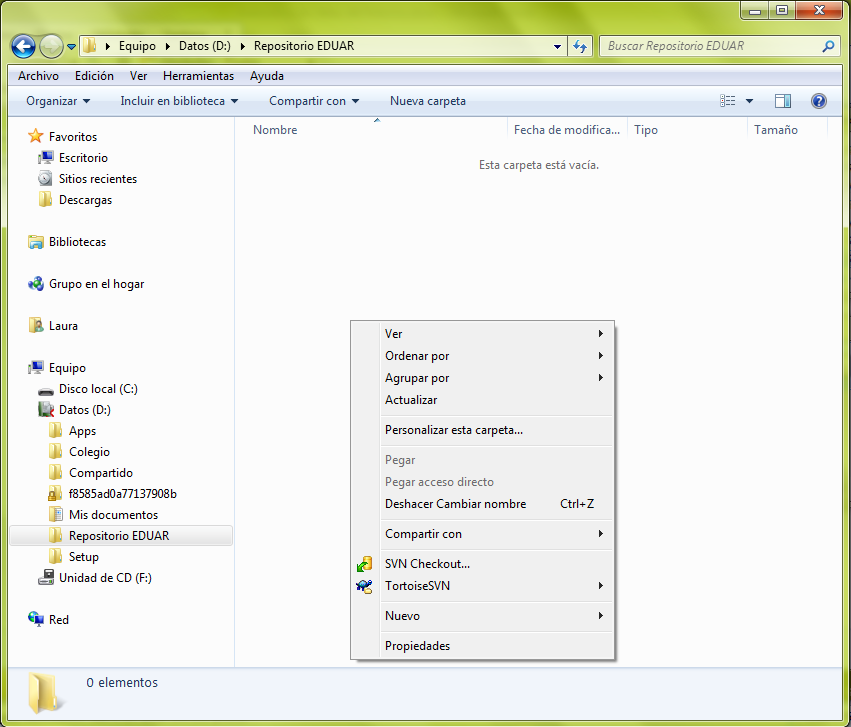 Equipo Datos (D:) Repositorio EDUAR
Buscar Repositorio EDUAR
Archivo Edición Ver Herramientas Ayuda
Organizar Incluir en biblioteca Compartir con Nueva carpeta
Favoritos
Escritorio
Sitios recientes
Descargas
Bibliotecas
Grupo en el hogar
Laura
Equipo
Disco local (C:)
Datos (D:)
Apps
Colegio
Compartido
f8585ad0a77137908b
Mis documentos
Repositorio EDUAR
Setup
Unidad de CD (F:)
Red
Nombre Fecha de modifica... Tipo Tamaño
Esta carpeta está vacía.
Ver
Ordenar por
Agrupar por
Actualizar
Personalizar esta carpeta...
Pegar
Pegar acceso directo
Deshacer Cambiar nombre Ctrl+Z
Compartir con
SVN Checkout...
TortoiseSVN
Nuevo
Propiedades
0 elementos